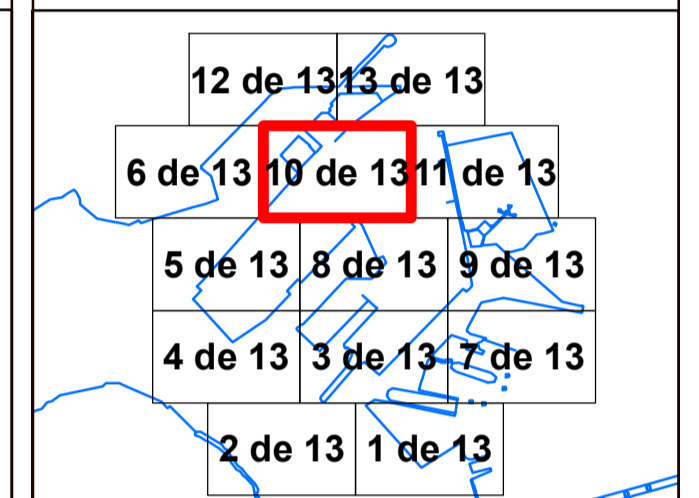 12 de 13 13 de 13
6 de 13 10 de 13 11 de 13
5 de 13 8 de 13 9 de 13
4 de 13 3 de 13 7 de 13
2 de 13 1 de 13